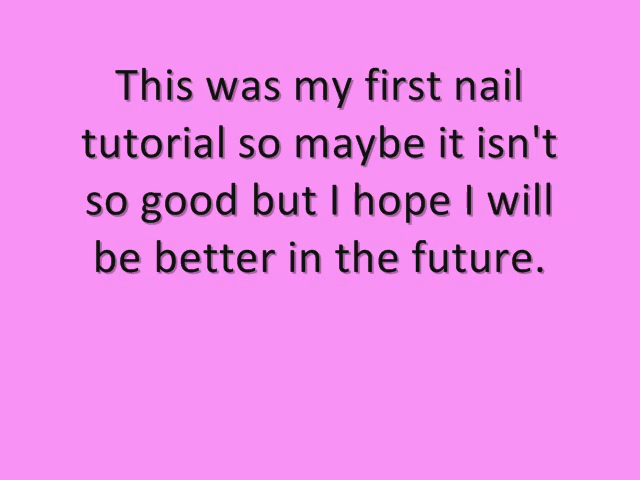 This was my first nail
tutorial so maybe it isn't
so good but I hope I will
be better in the future.